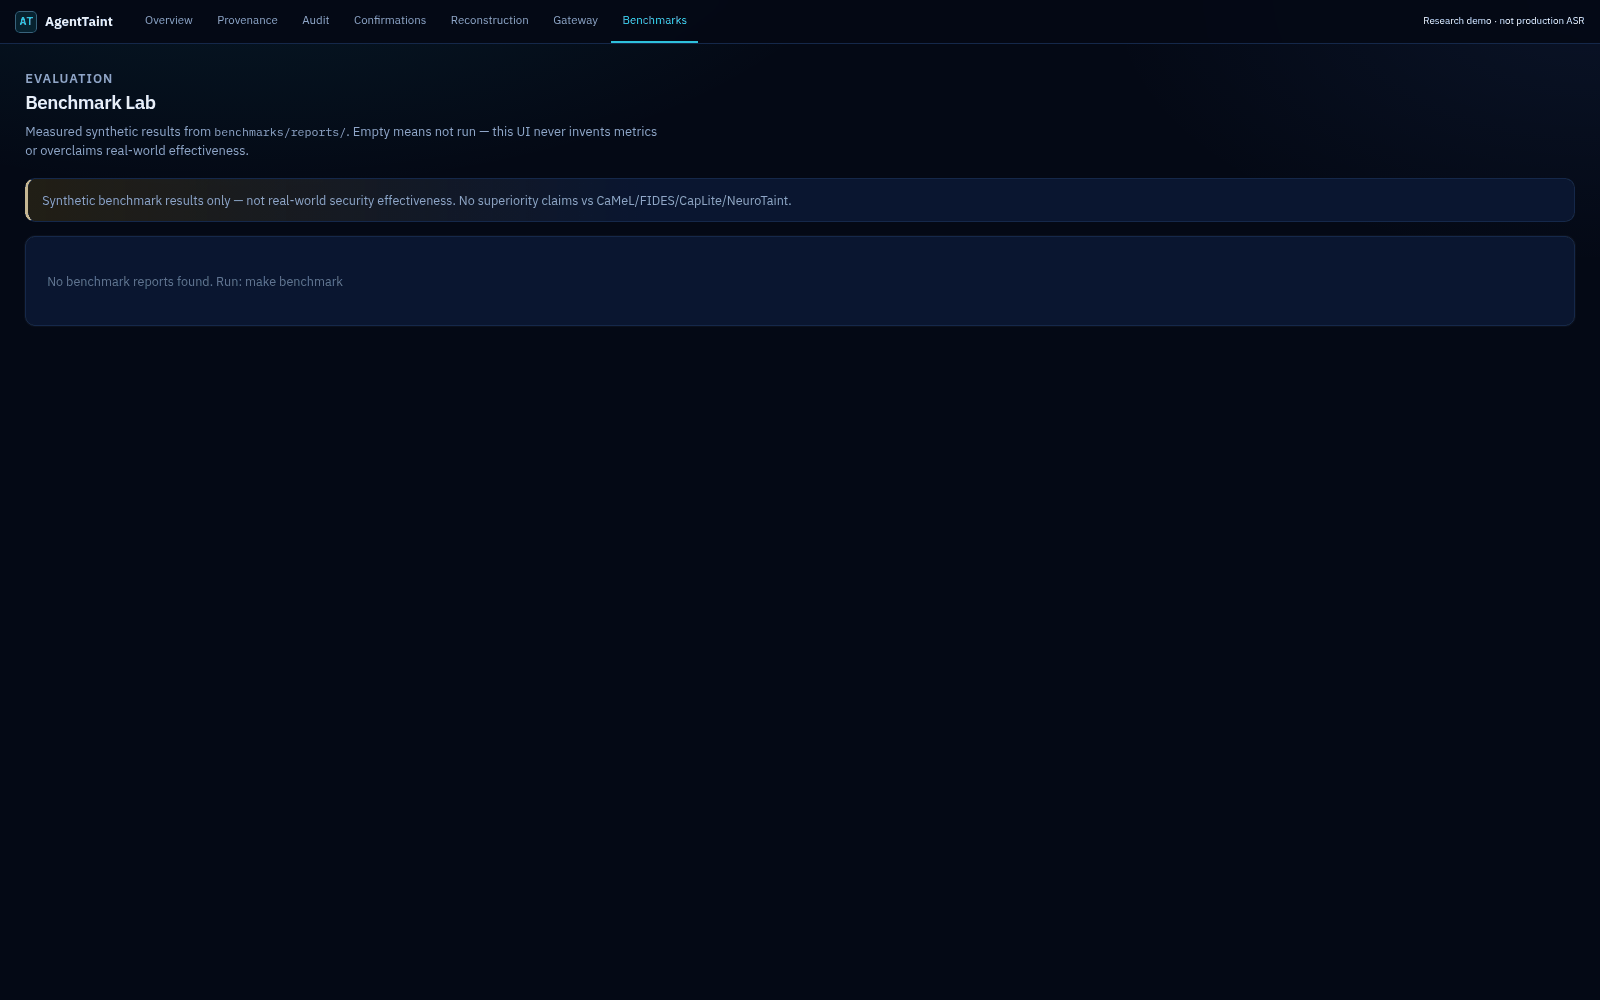 AT AgentTaint Overview Provenance Audit Confirmations Reconstruction Gateway Benchmarks Research demo · not production ASR
EVALUATION
Benchmark Lab
Measured synthetic results from benchmarks/reports/. Empty means not run — this UI never invents metrics
or overclaims real-world effectiveness.
Synthetic benchmark results only — not real-world security effectiveness. No superiority claims vs CaMeL/FIDES/CapLite/NeuroTaint.
No benchmark reports found. Run: make benchmark